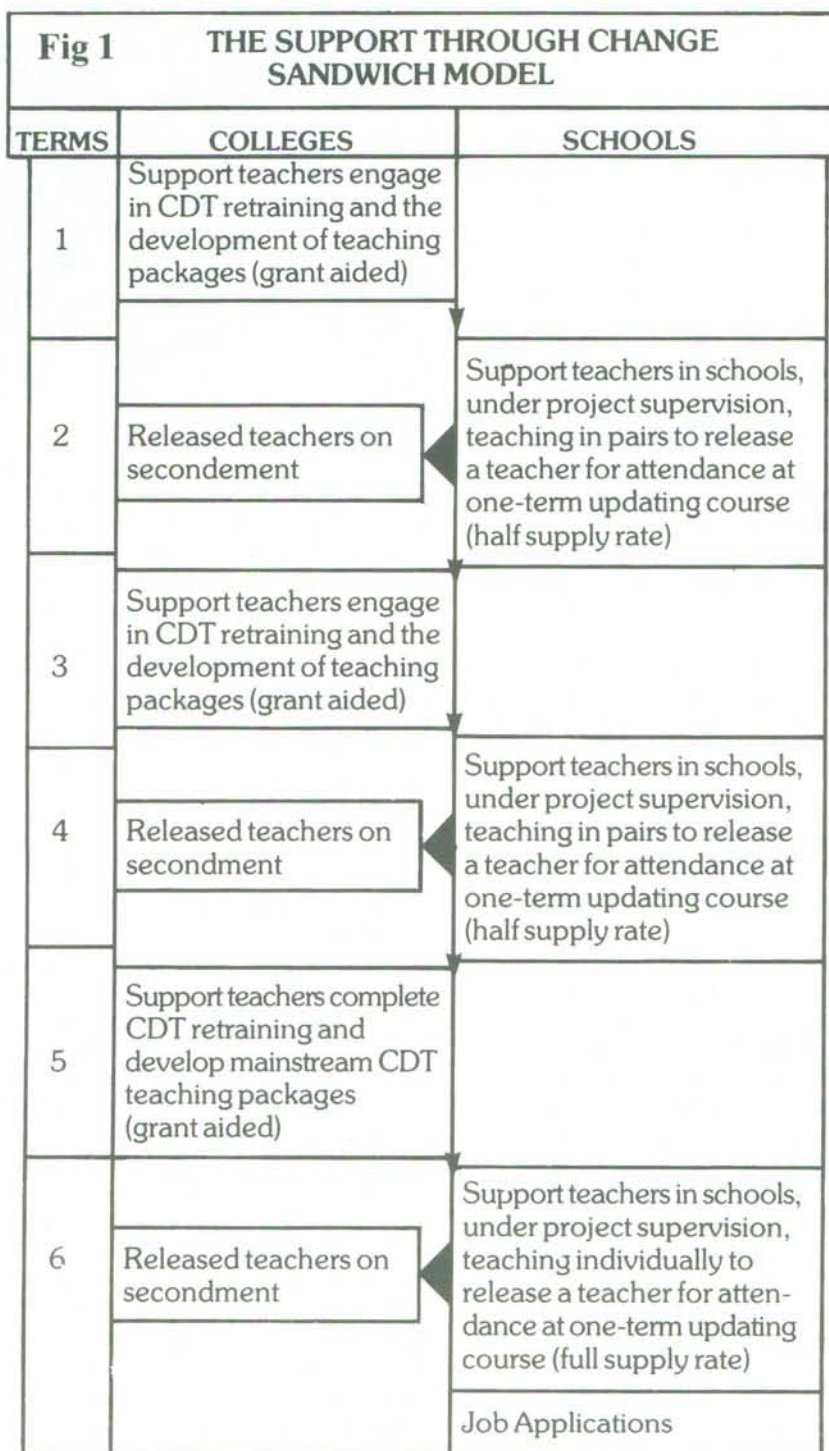 Fig 1
THE SUPPORT THROUGH CHANGE
SANDWICH MODEL
TERMS
COLLEGES
SCHOOLS
1
Support teachers engage
in CDT retraining and the
development of teaching
packages (grant aided)
2
Released teachers on
secondement
Support teachers in schools,
under project supervision,
teaching in pairs to release
a teacher for attendance at
one-term updating course
(half supply rate)
3
Support teachers engage
in CDT retraining and the
development of teaching
packages (grant aided)
4
Released teachers on
secondment
Support teachers in schools,
under project supervision,
teaching in pairs to release
a teacher for attendance at
one-term updating course
(half supply rate)
5
Support teachers complete
CDT retraining and
develop mainstream CDT
teaching packages
(grant aided)
6
Released teachers on
secondment
Support teachers in schools,
under project supervision,
teaching individually to
release a teacher for atten-
dance at one-term updating
course (full supply rate)
Job Applications